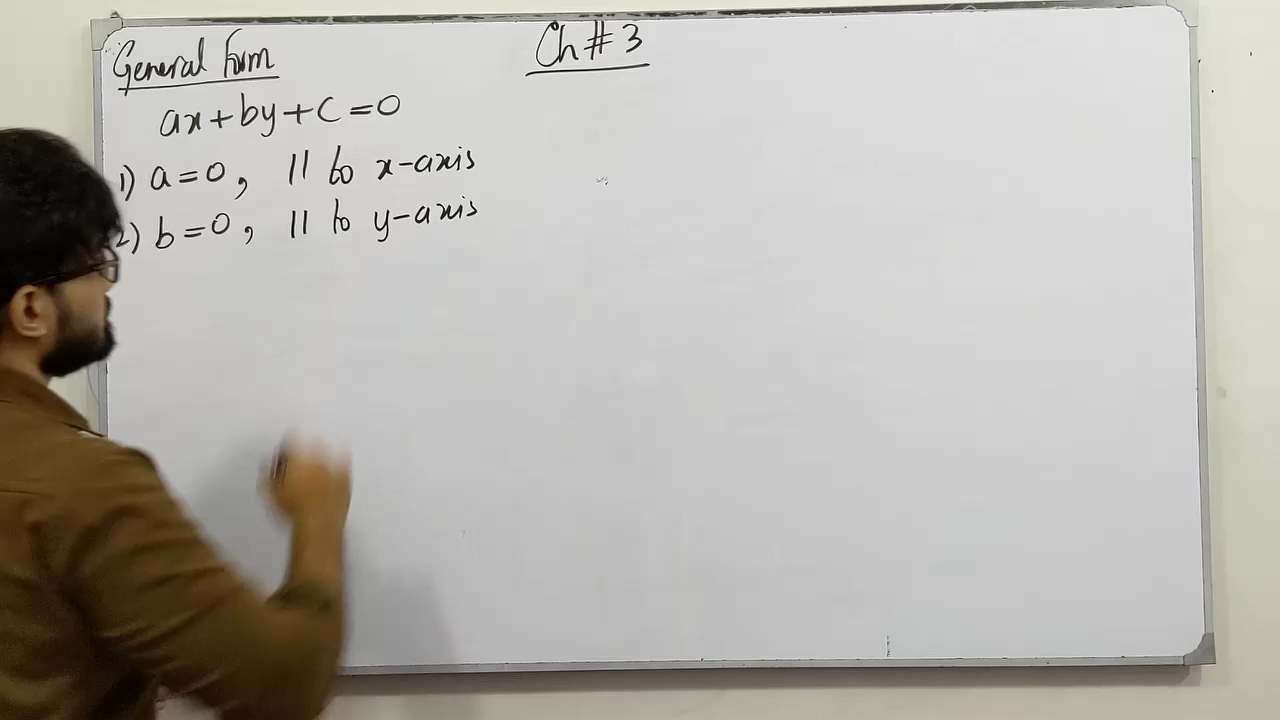 General Form
Ch # 3
ax+by+c=0
1) a=0, || to x-axis
2) b=0, || to y-axis